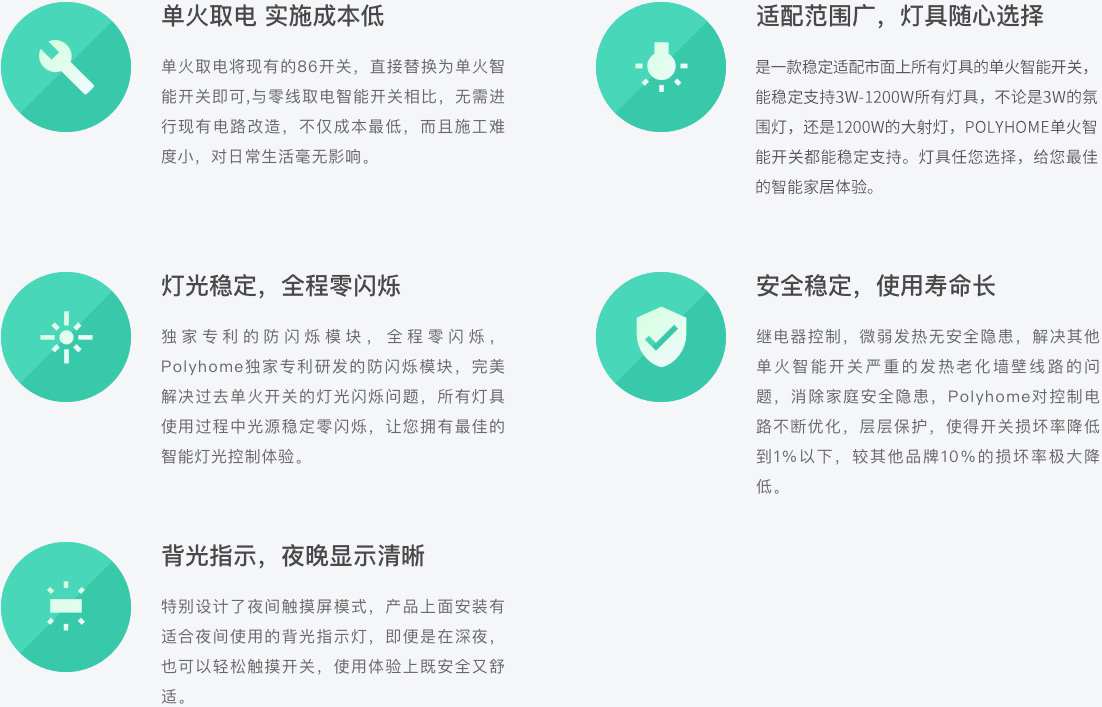 单火取电 实施成本低
单火取电将现有的86开关，直接替换为单火智
能开关即可,与零线取电智能开关相比，无需进
行现有电路改造，不仅成本最低，而且施工难
度小，对日常生活毫无影响。
适配范围广，灯具随心选择
是一款稳定适配市面上所有灯具的单火智能开关，
能稳定支持3W-1200W所有灯具，不论是3W的氛
围灯，还是1200W的大射灯，POLYHOME单火智
能开关都能稳定支持。灯具任您选择，给您最佳
的智能家居体验。
灯光稳定，全程零闪烁
独家专利的防闪烁模块，全程零闪烁，
Polyhome独家专利研发的防闪烁模块，完美
解决过去单火开关的灯光闪烁问题，所有灯具
使用过程中光源稳定零闪烁，让您拥有最佳的
智能灯光控制体验。
安全稳定，使用寿命长
继电器控制，微弱发热无安全隐患，解决其他
单火智能开关严重的发热老化墙壁线路的问
题，消除家庭安全隐患，Polyhome对控制电
路不断优化，层层保护，使得开关损坏率降低
到1%以下，较其他品牌10%的损坏率极大降
低。
背光指示，夜晚显示清晰
特别设计了夜间触摸屏模式，产品上面安装有
适合夜间使用的背光指示灯，即便是在深夜，
也可以轻松触摸开关，使用体验上既安全又舒
适。